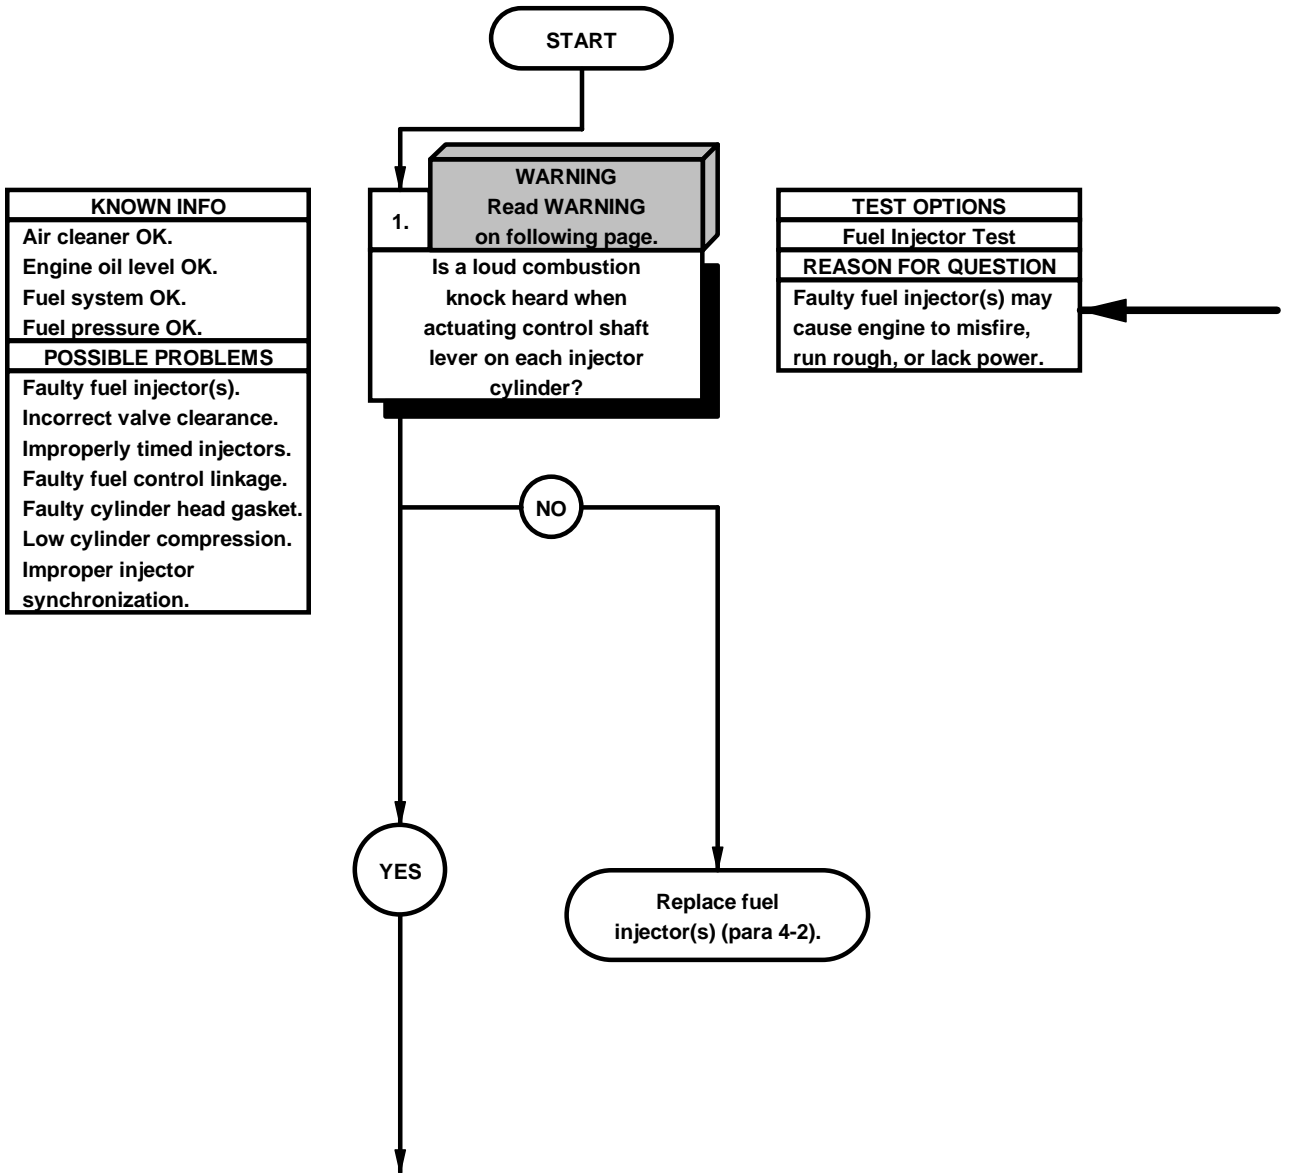 START
KNOWN INFO
Air cleaner OK.
Engine oil level OK.
Fuel system OK.
Fuel pressure OK.
POSSIBLE PROBLEMS
Faulty fuel injector(s).
Incorrect valve clearance.
Improperly timed injectors.
Faulty fuel control linkage.
Faulty cylinder head gasket.
Low cylinder compression.
Improper injector
synchronization.
1.
WARNING
Read WARNING
on following page.
Is a loud combustion
knock heard when
actuating control shaft
lever on each injector
cylinder?
TEST OPTIONS
Fuel Injector Test
REASON FOR QUESTION
Faulty fuel injector(s) may
cause engine to misfire,
run rough, or lack power.
NO
YES
Replace fuel
injector(s) (para 4-2).